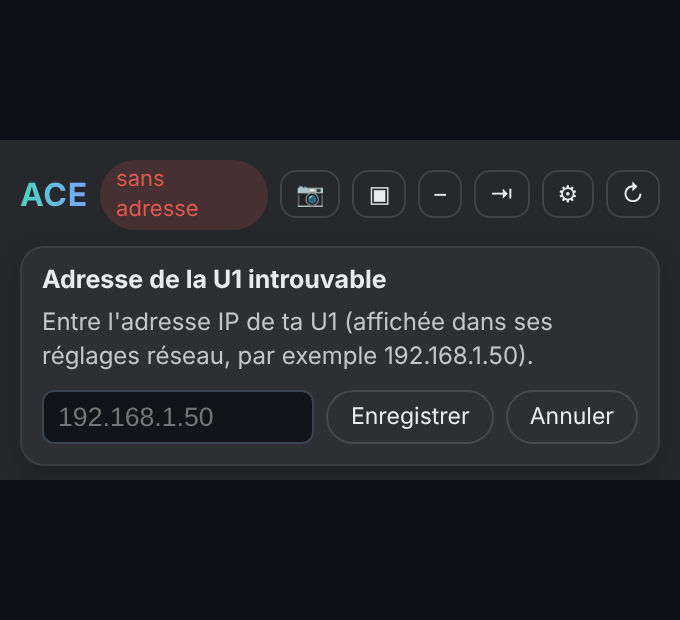 ACE
sans
adresse
Adresse de la U1 introuvable
Entre l'adresse IP de ta U1 (affichée dans ses
réglages réseau, par exemple 192.168.1.50).
192.168.1.50 Enregistrer Annuler